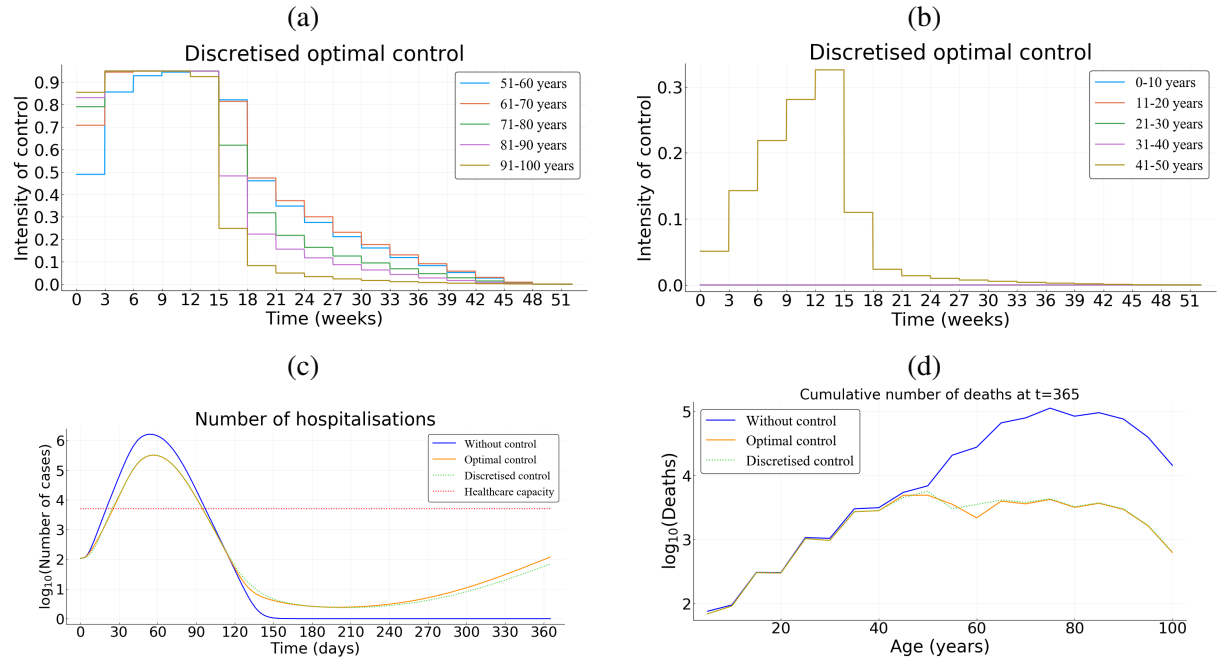 (a)
Discretised optimal control
Intensity of control
0.9
0.8
0.7
0.6
0.5
0.4
0.3
0.2
0.1
0.0
51-60 years
61-70 years
71-80 years
81-90 years
91-100 years
0 3 6 9 12 15 18 21 24 27 30 33 36 39 42 45 48 51
Time (weeks)
(b)
Discretised optimal control
Intensity of control
0.3
0.2
0.1
0.0
0-10 years
11-20 years
21-30 years
31-40 years
41-50 years
0 3 6 9 12 15 18 21 24 27 30 33 36 39 42 45 48 51
Time (weeks)
(c)
Number of hospitalisations
log₁₀(Number of cases)
6
5
4
3
2
1
0
Without control
Optimal control
Discretised control
Healthcare capacity
0 30 60 90 120 150 180 210 240 270 300 330 360
Time (days)
(d)
Cumulative number of deaths at t=365
log₁₀(Deaths)
5
4
3
2
Without control
Optimal control
Discretised control
20 40 60 80 100
Age (years)